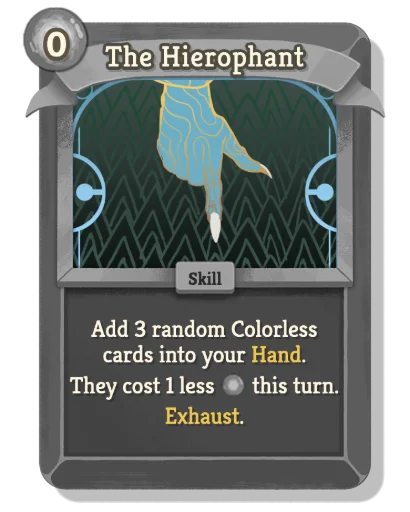 0
The Hierophant
Skill
Add 3 random Colorless
cards into your Hand.
They cost 1 less this turn.
Exhaust.